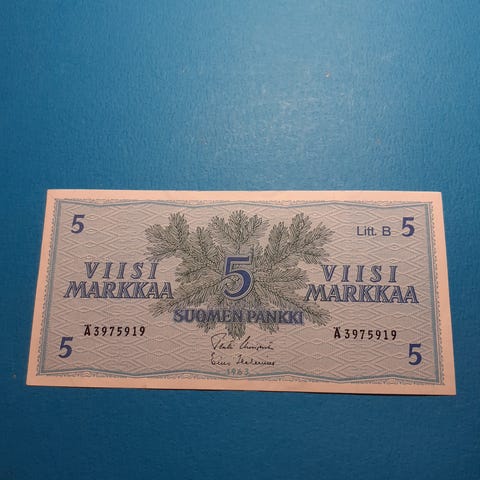 5
Litt. B 5
VIISI MARKKAA
5
VIISI MARKKAA
SUOMEN PANKKI
Ä3975919
Ä3975919
5
5
1963